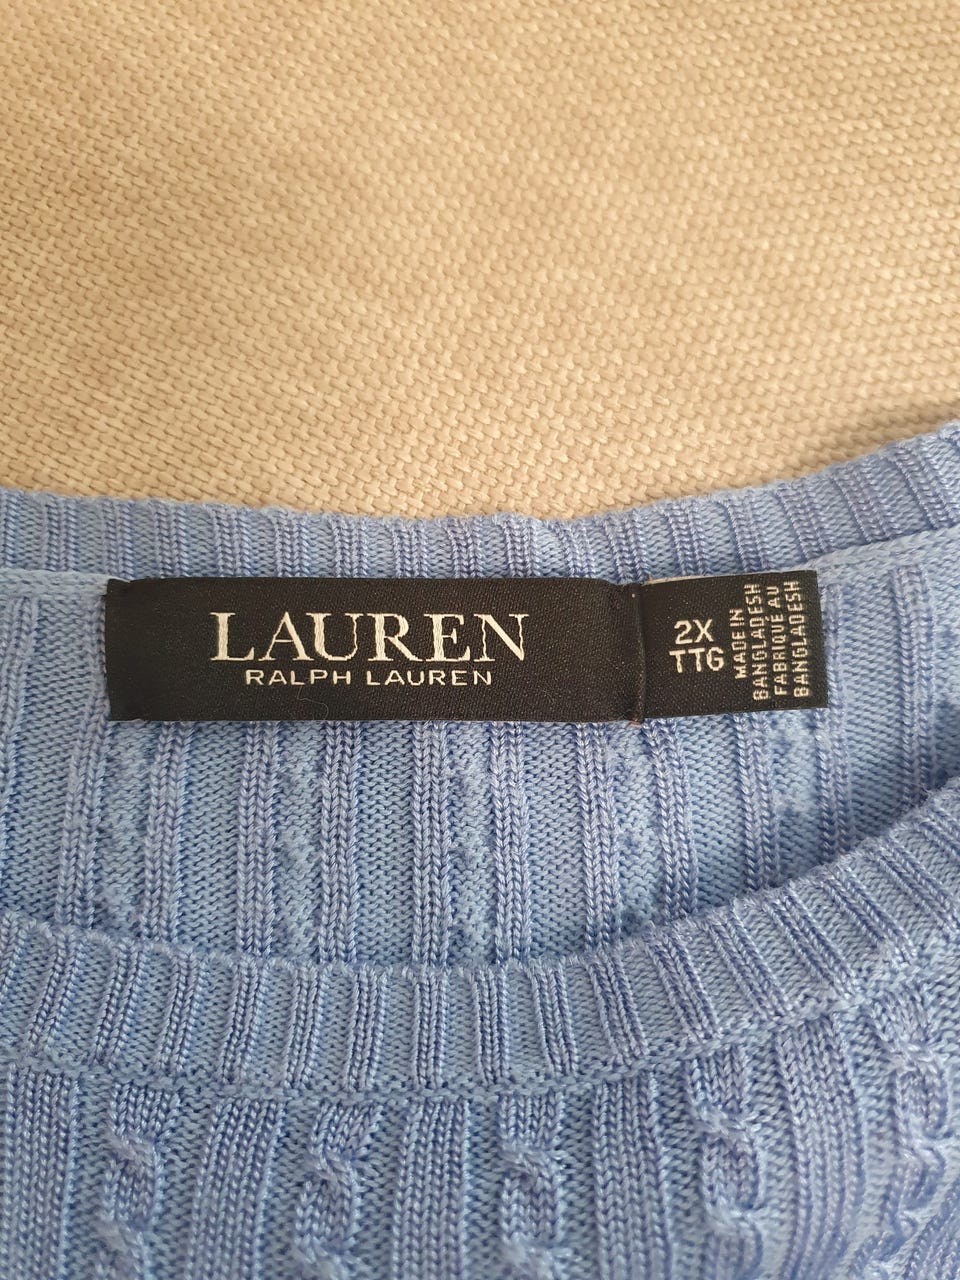 LAUREN
RALPH LAUREN
2X
TTG
MADE IN
BANGLADESH
FABRIQUE AU
BANGLADESH